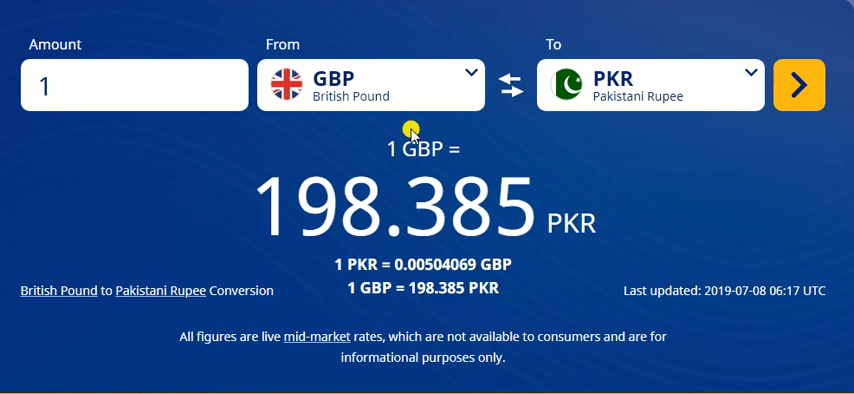 Amount From To
1 GBP PKR
British Pound Pakistani Rupee
1 GBP =
198.385 PKR
1 PKR = 0.00504069 GBP
1 GBP = 198.385 PKR
British Pound to Pakistani Rupee Conversion Last updated: 2019-07-08 06:17 UTC
All figures are live mid-market rates, which are not available to consumers and are for
informational purposes only.